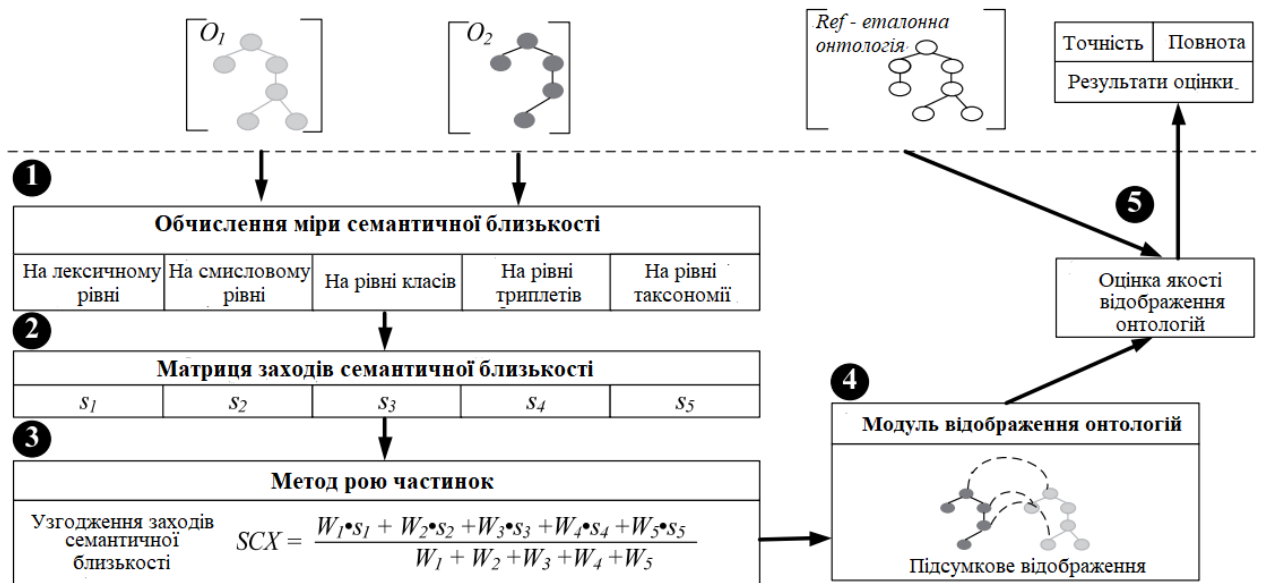 O₁
O₂
Ref - еталонна
онтологія
Точність
Повнота
Результати оцінки
1
Обчислення міри семантичної близькості
На лексичному
рівні
На смисловому
рівні
На рівні класів
На рівні
триплетів
На рівні
таксономії
2
Матриця заходів семантичної близькості
s₁
s₂
s₃
s₄
s₅
3
Метод рою частинок
Узгодження заходів
семантичної
близькості
SCX = (W₁•s₁ + W₂•s₂ +W₃•s₃ +W₄•s₄ +W₅•s₅) / (W₁ + W₂ +W₃ +W₄ +W₅)
4
Модуль відображення онтологій
Підсумкове відображення
5
Оцінка якості
відображення
онтологій